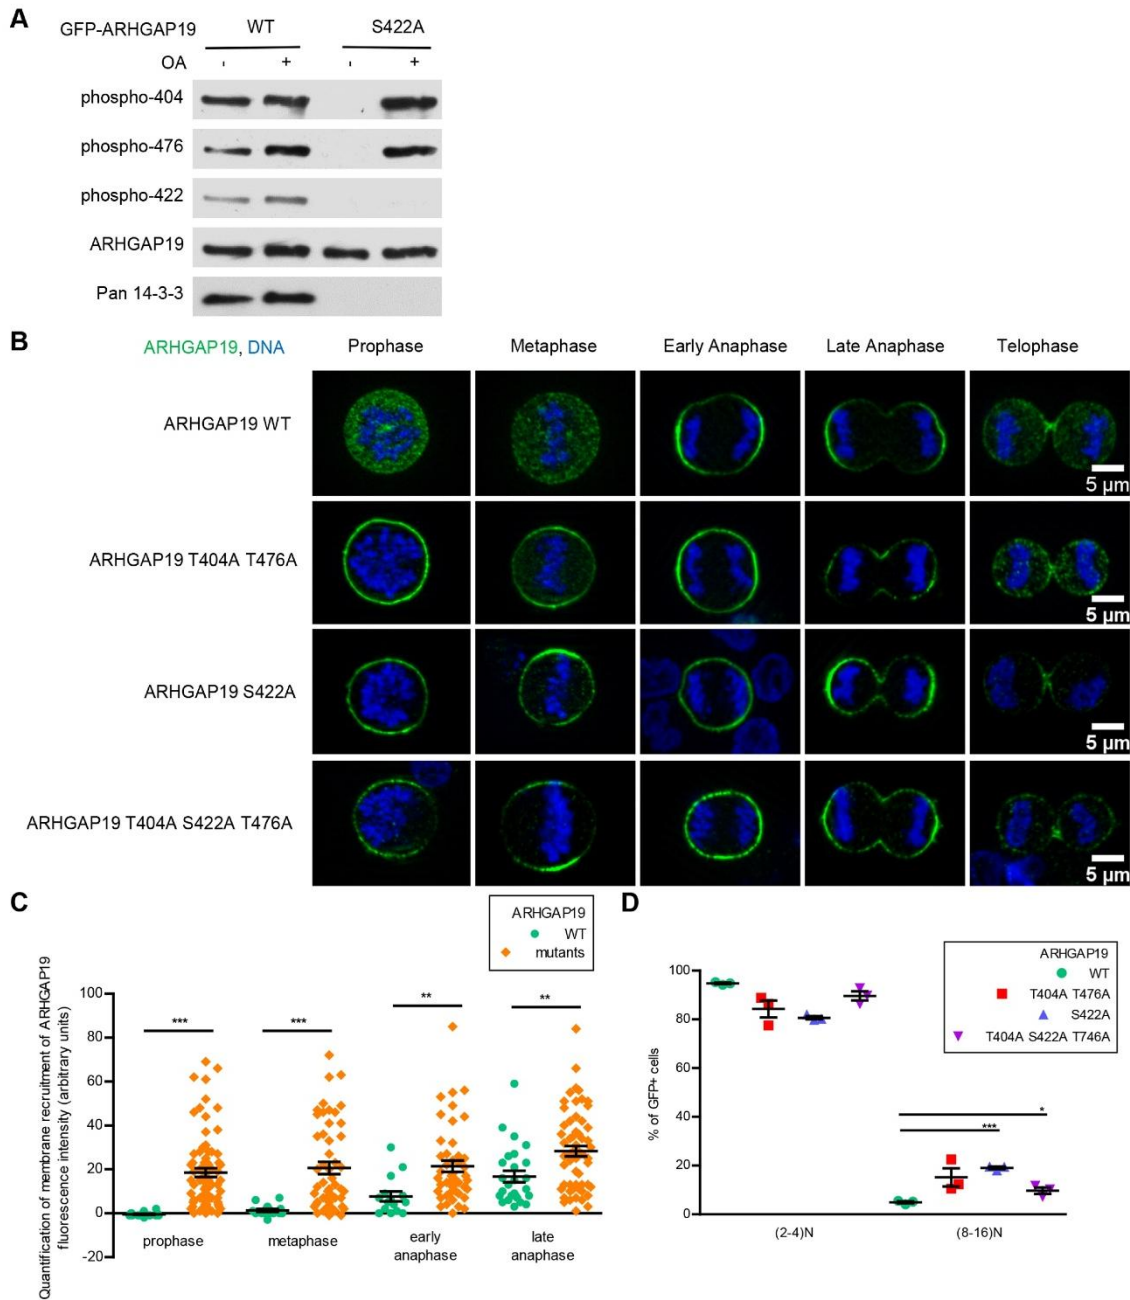 A
GFP-ARHGAP19 WT S422A
OA - + - +
phospho-404
phospho-476
phospho-422
ARHGAP19
Pan 14-3-3
B
ARHGAP19, DNA Prophase Metaphase Early Anaphase Late Anaphase Telophase
ARHGAP19 WT
5 µm
ARHGAP19 T404A T476A
5 µm
ARHGAP19 S422A
5 µm
ARHGAP19 T404A S422A T476A
5 µm
C
ARHGAP19
WT
mutants
Quantification of membrane recruitment of ARHGAP19
fluorescence intensity (arbitrary units)
100
80
60
40
20
0
-20
*** *** ** **
prophase metaphase early anaphase late anaphase
D
ARHGAP19
WT
T404A T476A
S422A
T404A S422A T746A
% of GFP+ cells
100
80
60
40
20
0
*
***
(2-4)N (8-16)N